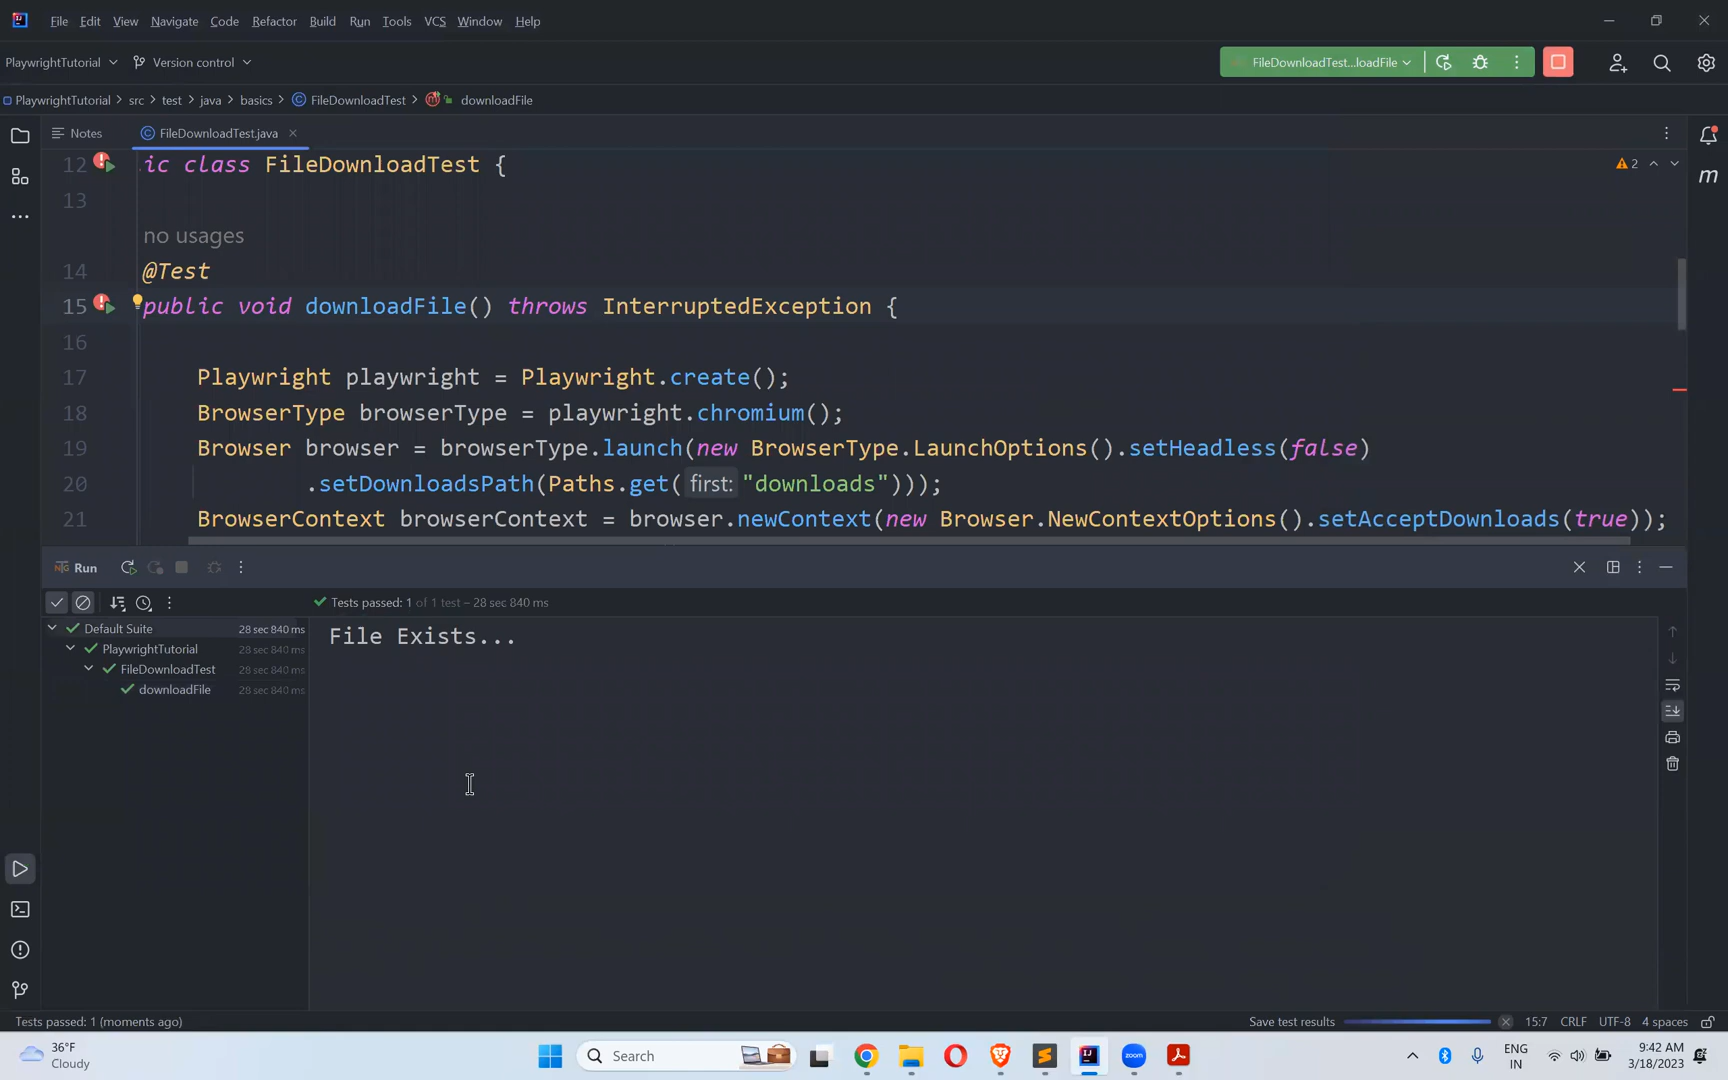 File Edit View Navigate Code Refactor Build Run Tools VCS Window Help
PlaywrightTutorial Version control FileDownloadTest...loadFile
PlaywrightTutorial src test java basics FileDownloadTest downloadFile
Notes FileDownloadTest.java
12 ic class FileDownloadTest { 2
13
no usages
14 @Test
15 public void downloadFile() throws InterruptedException {
16
17 Playwright playwright = Playwright.create();
18 BrowserType browserType = playwright.chromium();
19 Browser browser = browserType.launch(new BrowserType.LaunchOptions().setHeadless(false)
20 .setDownloadsPath(Paths.get( first: "downloads")));
21 BrowserContext browserContext = browser.newContext(new Browser.NewContextOptions().setAcceptDownloads(true));
Run
Tests passed: 1 of 1 test – 28 sec 840 ms
Default Suite 28 sec 840 ms
PlaywrightTutorial 28 sec 840 ms
FileDownloadTest 28 sec 840 ms
downloadFile 28 sec 840 ms
File Exists...
Tests passed: 1 (moments ago) Save test results 15:7 CRLF UTF-8 4 spaces
36°F
Cloudy
Search
zoom
ENG
IN
9:42 AM
3/18/2023